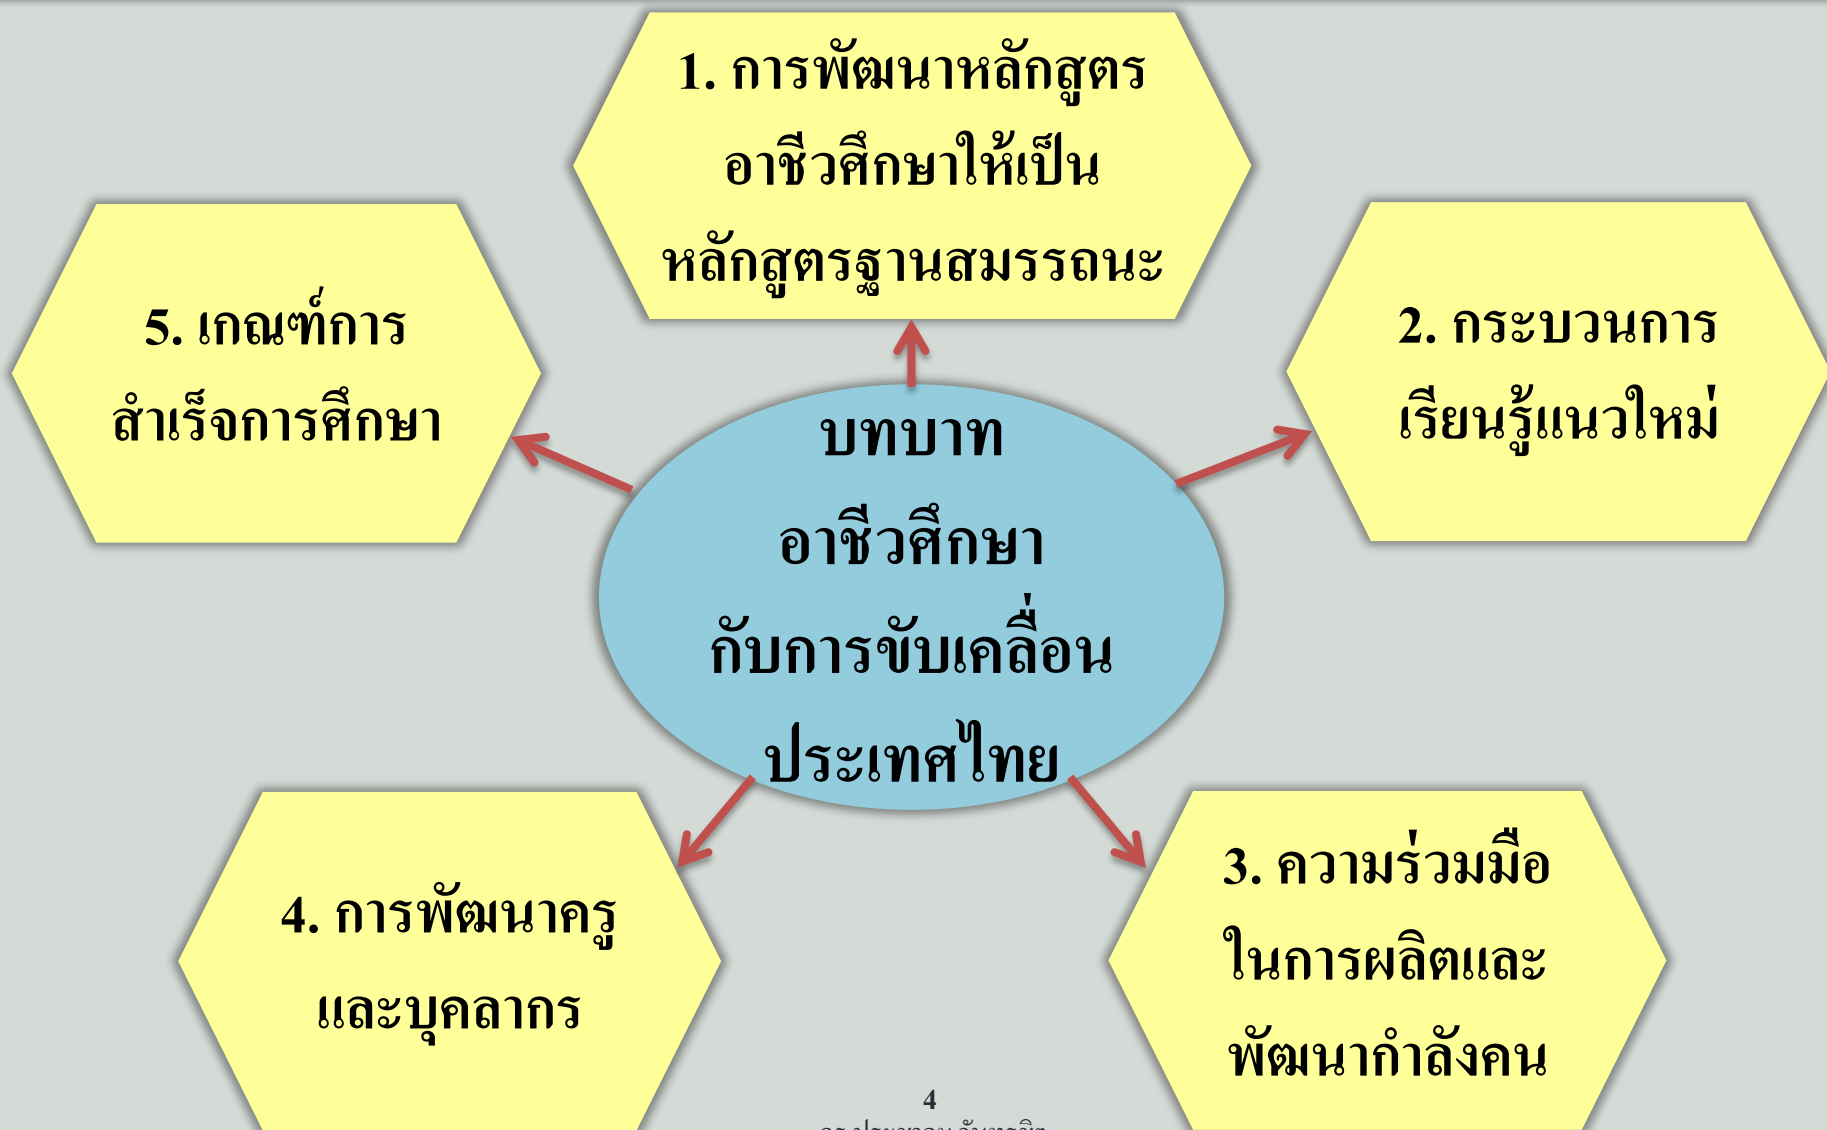 1. การพัฒนาหลักสูตร
อาชีวศึกษาให้เป็น
หลักสูตรฐานสมรรถนะ
2. กระบวนการ
เรียนรู้แนวใหม่
3. ความร่วมมือ
ในการผลิตและ
พัฒนากำลังคน
4. การพัฒนาครู
และบุคลากร
5. เกณฑ์การ
สำเร็จการศึกษา
บทบาท
อาชีวศึกษา
กับการขับเคลื่อน
ประเทศไทย
4